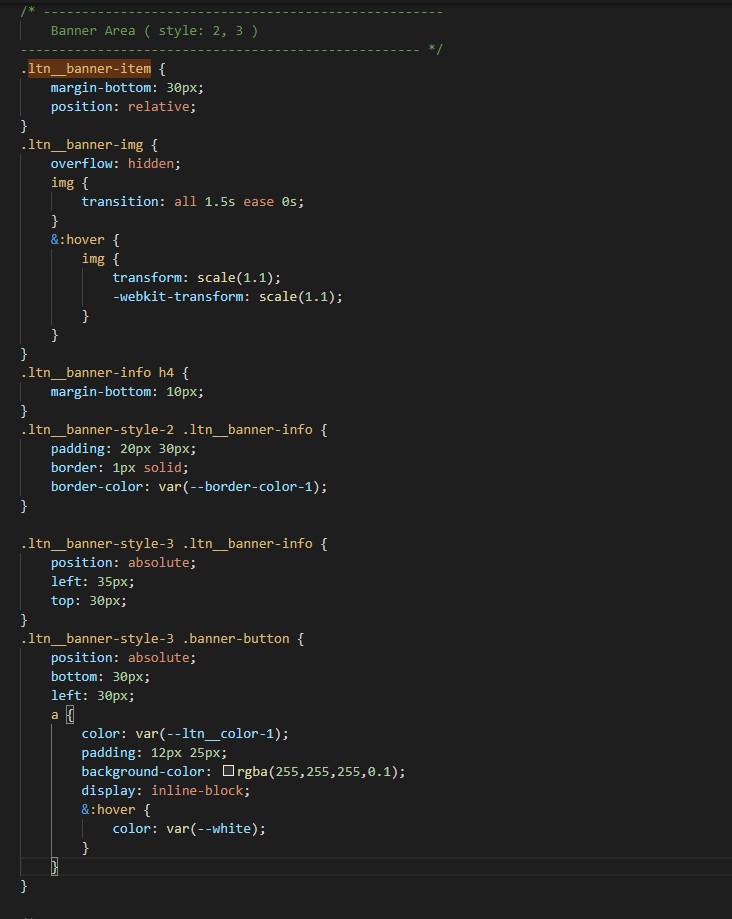 /* ----------------------------------------------------
    Banner Area ( style: 2, 3 )
---------------------------------------------------- */
.ltn__banner-item {
    margin-bottom: 30px;
    position: relative;
}
.ltn__banner-img {
    overflow: hidden;
    img {
        transition: all 1.5s ease 0s;
    }
    &:hover {
        img {
            transform: scale(1.1);
            -webkit-transform: scale(1.1);
        }
    }
}
.ltn__banner-info h4 {
    margin-bottom: 10px;
}
.ltn__banner-style-2 .ltn__banner-info {
    padding: 20px 30px;
    border: 1px solid;
    border-color: var(--border-color-1);
}

.ltn__banner-style-3 .ltn__banner-info {
    position: absolute;
    left: 35px;
    top: 30px;
}
.ltn__banner-style-3 .banner-button {
    position: absolute;
    bottom: 30px;
    left: 30px;
    a {
        color: var(--ltn__color-1);
        padding: 12px 25px;
        background-color: rgba(255,255,255,0.1);
        display: inline-block;
        &:hover {
            color: var(--white);
        }
    }
}